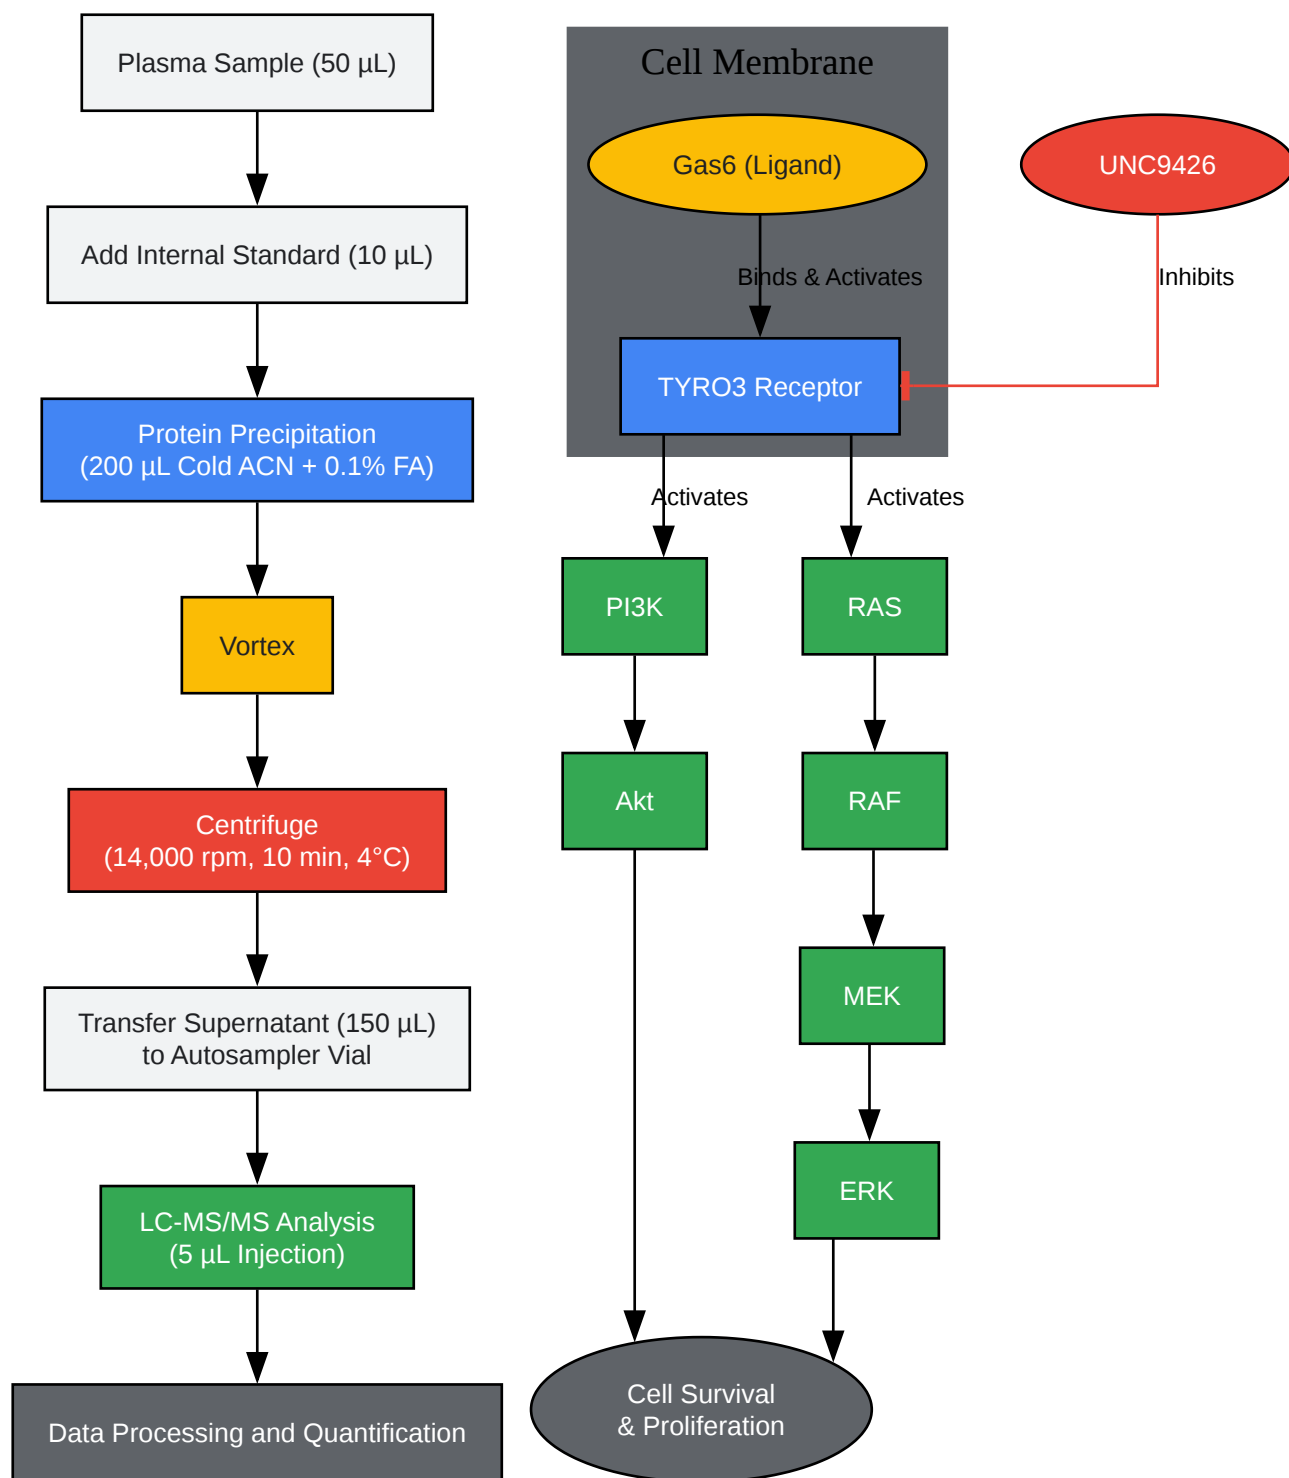 Plasma Sample (50 µL)
Add Internal Standard (10 µL)
Protein Precipitation
(200 µL Cold ACN + 0.1% FA)
Vortex
Centrifuge
(14,000 rpm, 10 min, 4°C)
Transfer Supernatant (150 µL)
to Autosampler Vial
LC-MS/MS Analysis
(5 µL Injection)
Data Processing and Quantification
Cell Membrane
Gas6 (Ligand)
UNC9426
Binds & Activates
Inhibits
TYRO3 Receptor
Activates
Activates
PI3K
RAS
Akt
RAF
MEK
ERK
Cell Survival
& Proliferation